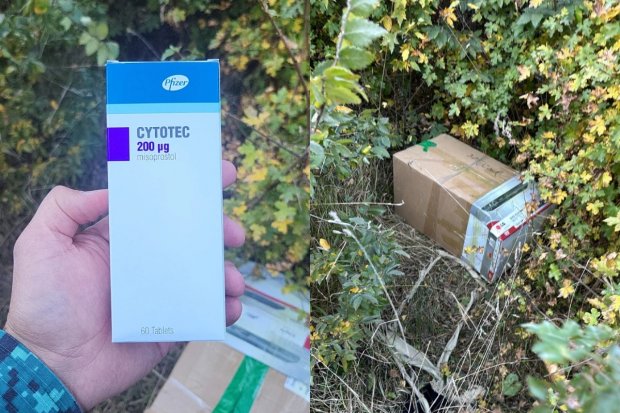 Pfizer
CYTOTEC
200 µg
misoprostol
60 Tablets